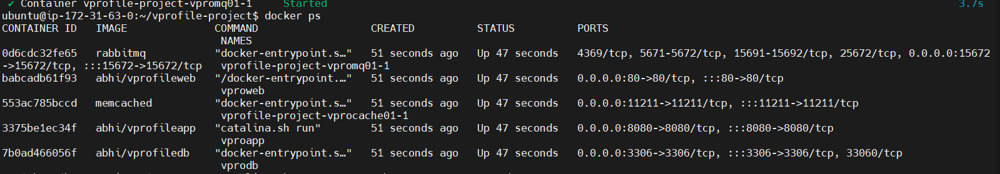 ✔ Container vprofile-project-vpromq01-1 Started 3.7s
ubuntu@ip-172-31-63-0:~/vprofile-project$ docker ps
CONTAINER ID IMAGE COMMAND CREATED STATUS PORTS
NAMES
0d6cdc32fe65 rabbitmq "docker-entrypoint.s…" 51 seconds ago Up 47 seconds 4369/tcp, 5671-5672/tcp, 15691-15692/tcp, 25672/tcp, 0.0.0.0:15672
->15672/tcp, :::15672->15672/tcp vprofile-project-vpromq01-1
babcadb61f93 abhi/vprofileweb "/docker-entrypoint.…" 51 seconds ago Up 47 seconds 0.0.0.0:80->80/tcp, :::80->80/tcp
vproweb
553ac785bccd memcached "docker-entrypoint.s…" 51 seconds ago Up 47 seconds 0.0.0.0:11211->11211/tcp, :::11211->11211/tcp
vprofile-project-vprocache01-1
3375be1ec34f abhi/vprofileapp "catalina.sh run" 51 seconds ago Up 47 seconds 0.0.0.0:8080->8080/tcp, :::8080->8080/tcp
vproapp
7b0ad466056f abhi/vprofiledb "docker-entrypoint.s…" 51 seconds ago Up 47 seconds 0.0.0.0:3306->3306/tcp, :::3306->3306/tcp, 33060/tcp
vprodb